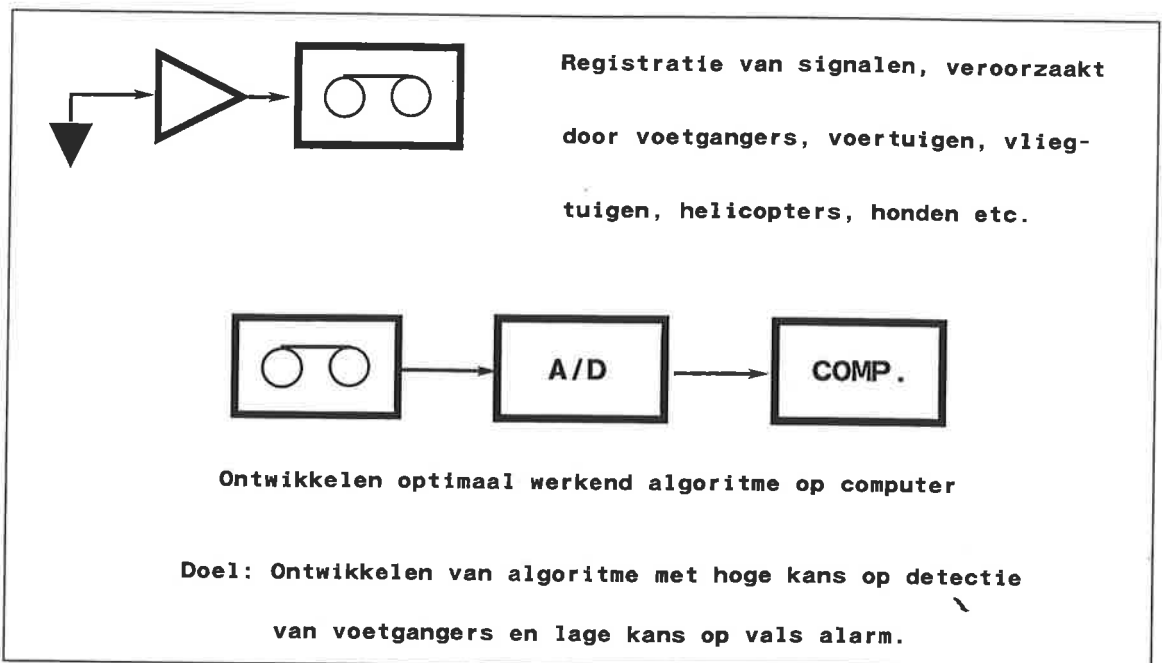 Registratie van signalen, veroorzaakt
door voetgangers, voertuigen, vlieg-
tuigen, helicopters, honden etc.
A/D
COMP.
Ontwikkelen optimaal werkend algoritme op computer
Doel: Ontwikkelen van algoritme met hoge kans op detectie
van voetgangers en lage kans op vals alarm.